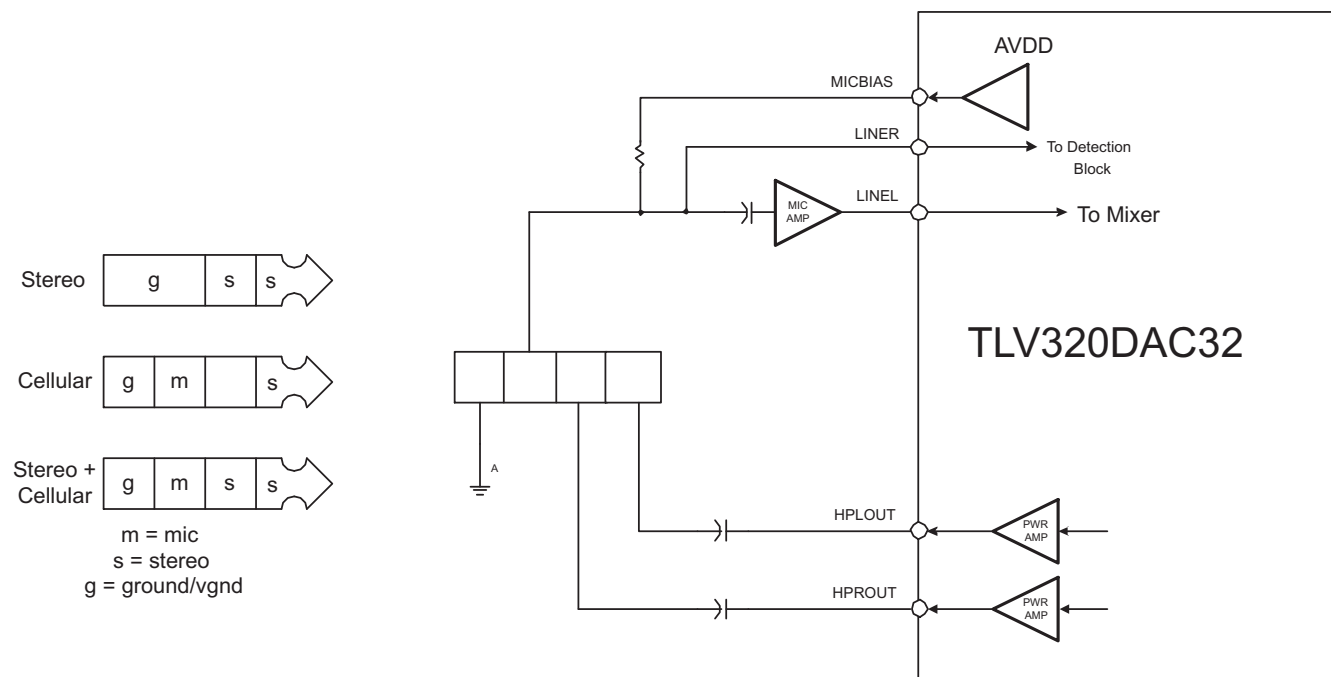 AVDD
MICBIAS
LINER
To Detection
Block
MIC
AMP
LINEL
To Mixer
Stereo
g
s
s
TLV320DAC32
Cellular
g
m
s
A
Stereo +
Cellular
g
m
s
s
m = mic
s = stereo
g = ground/vgnd
HPLOUT
PWR
AMP
HPROUT
PWR
AMP